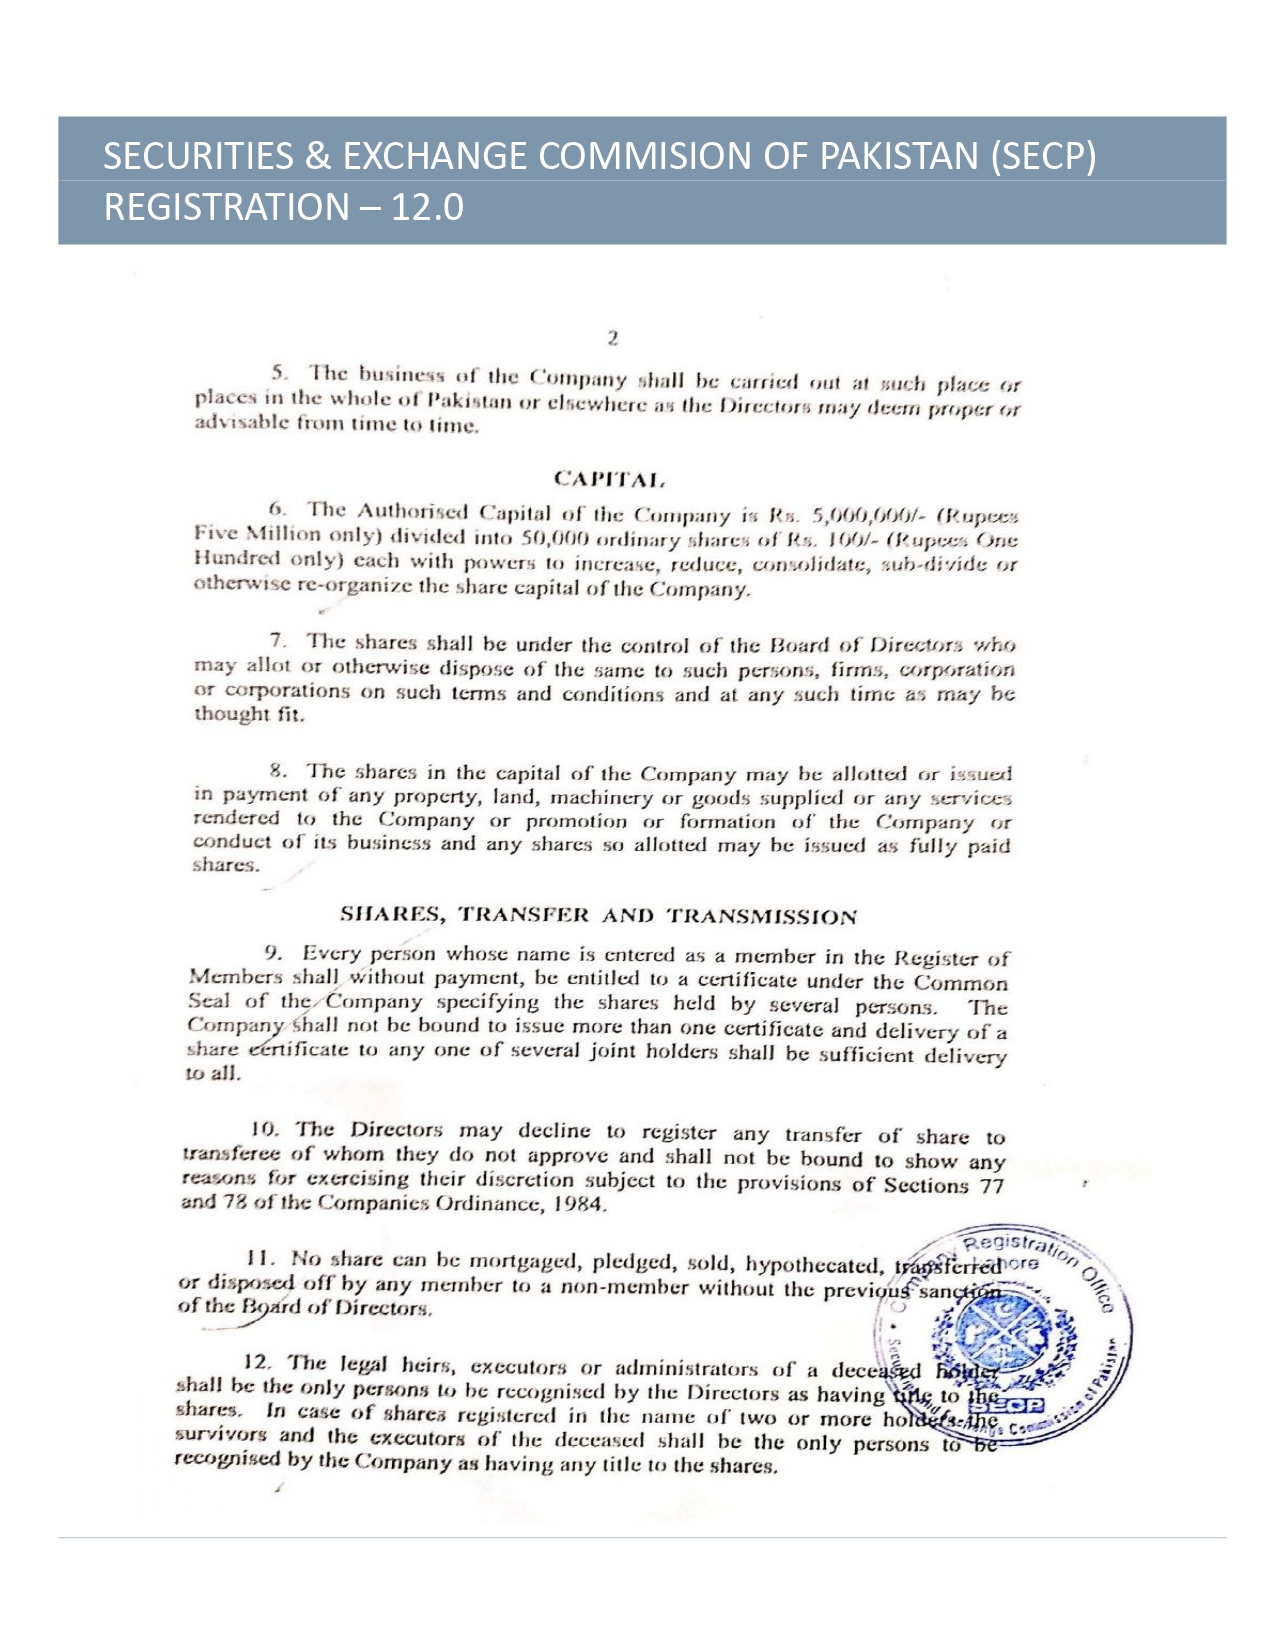 SECURITIES & EXCHANGE COMMISION OF PAKISTAN (SECP)
REGISTRATION – 12.0
2
5. The business of the Company shall be carried out at such place or
places in the whole of Pakistan or elsewhere as the Directors may deem proper or
advisable from time to time.
CAPITAL
6. The Authorised Capital of the Company is Rs. 5,000,000/- (Rupees
Five Million only) divided into 50,000 ordinary shares of Rs. 100/- (Rupees One
Hundred only) each with powers to increase, reduce, consolidate, sub-divide or
otherwise re-organize the share capital of the Company.
7. The shares shall be under the control of the Board of Directors who
may allot or otherwise dispose of the same to such persons, firms, corporation
or corporations on such terms and conditions and at any such time as may be
thought fit.
8. The shares in the capital of the Company may be allotted or issued
in payment of any property, land, machinery or goods supplied or any services
rendered to the Company or promotion or formation of the Company or
conduct of its business and any shares so allotted may be issued as fully paid
shares.
SHARES, TRANSFER AND TRANSMISSION
9. Every person whose name is entered as a member in the Register of
Members shall without payment, be entitled to a certificate under the Common
Seal of the Company specifying the shares held by several persons. The
Company shall not be bound to issue more than one certificate and delivery of a
share certificate to any one of several joint holders shall be sufficient delivery
to all.
10. The Directors may decline to register any transfer of share to
transferee of whom they do not approve and shall not be bound to show any
reasons for exercising their discretion subject to the provisions of Sections 77
and 78 of the Companies Ordinance, 1984.
11. No share can be mortgaged, pledged, sold, hypothecated, transferred
or disposed off by any member to a non-member without the previous sanction
of the Board of Directors.
12. The legal heirs, executors or administrators of a deceased holder
shall be the only persons to be recognised by the Directors as having title to the
shares. In case of shares registered in the name of two or more holders the
survivors and the executors of the deceased shall be the only persons to be
recognised by the Company as having any title to the shares.
Company Registration Office
Lahore
SECP
Securities and Exchange Commission of Pakistan